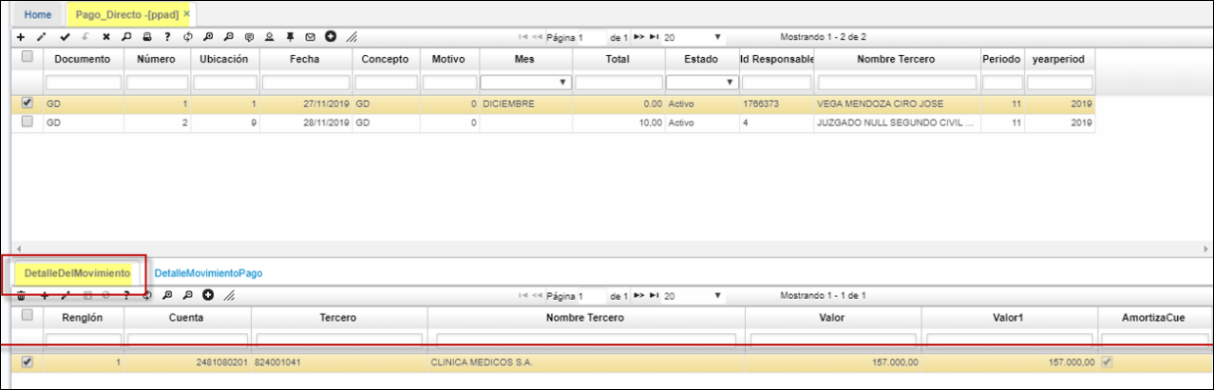 Home Pago_Directo -[ppad] ×
Página 1 de 1 20 Mostrando 1 - 2 de 2
Documento Número Ubicación Fecha Concepto Motivo Mes Total Estado Id Responsable Nombre Tercero Periodo yearperiod
GD 1 1 27/11/2019 GD 0 DICIEMBRE 0.00 Activo 1766373 VEGA MENDOZA CIRO JOSE 11 2019
GD 2 9 28/11/2019 GD 0 10,00 Activo 4 JUZGADO NULL SEGUNDO CIVIL ... 11 2019
DetalleDelMovimiento DetalleMovimientoPago
Página 1 de 1 20 Mostrando 1 - 1 de 1
Renglón Cuenta Tercero Nombre Tercero Valor Valor1 AmortizaCue
1 2481080201 824001041 CLINICA MEDICOS S.A. 157.000,00 157.000,00